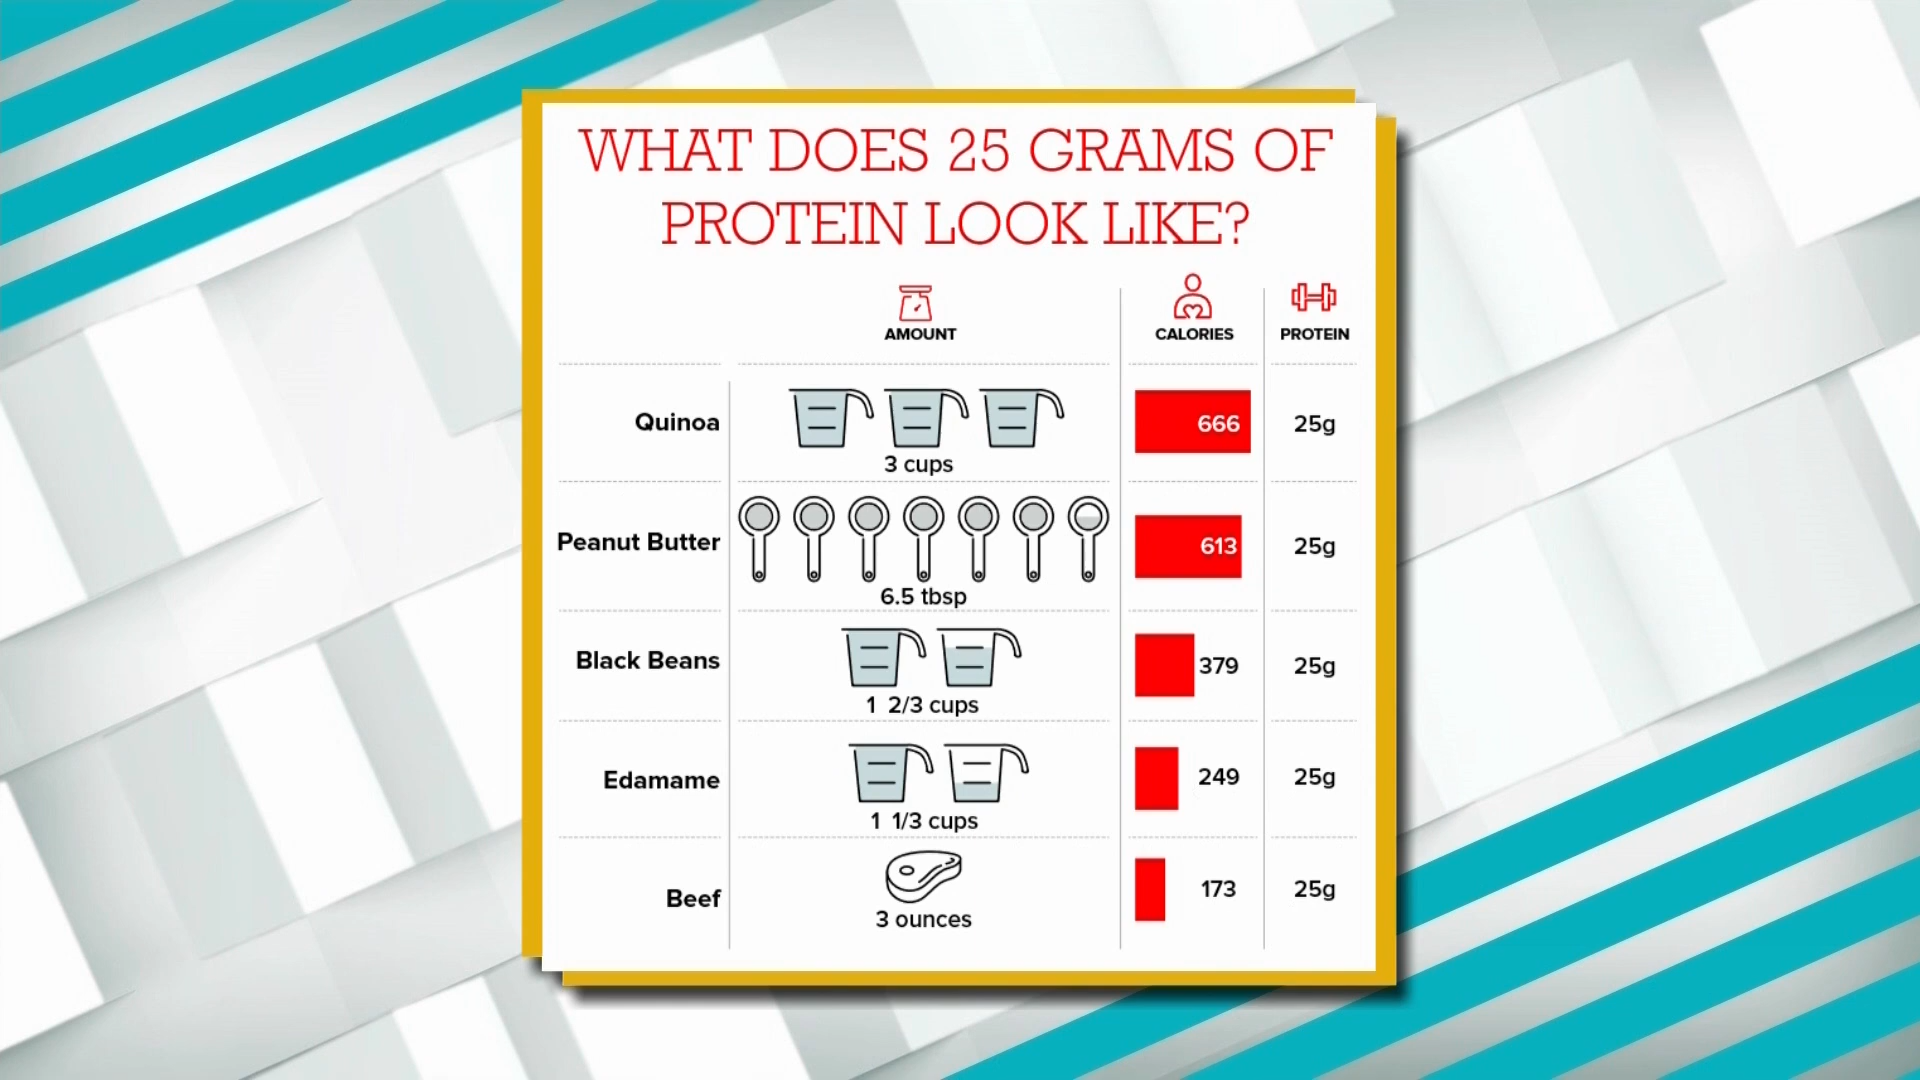 WHAT DOES 25 GRAMS OF
PROTEIN LOOK LIKE?
AMOUNT CALORIES PROTEIN
Quinoa 3 cups 666 25g
Peanut Butter 6.5 tbsp 613 25g
Black Beans 1 2/3 cups 379 25g
Edamame 1 1/3 cups 249 25g
Beef 3 ounces 173 25g